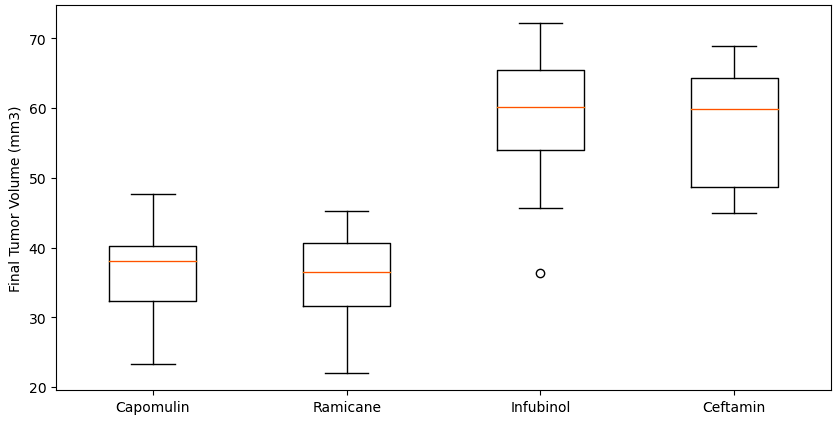 Final Tumor Volume (mm3)
70
60
50
40
30
20
Capomulin
Ramicane
Infubinol
Ceftamin